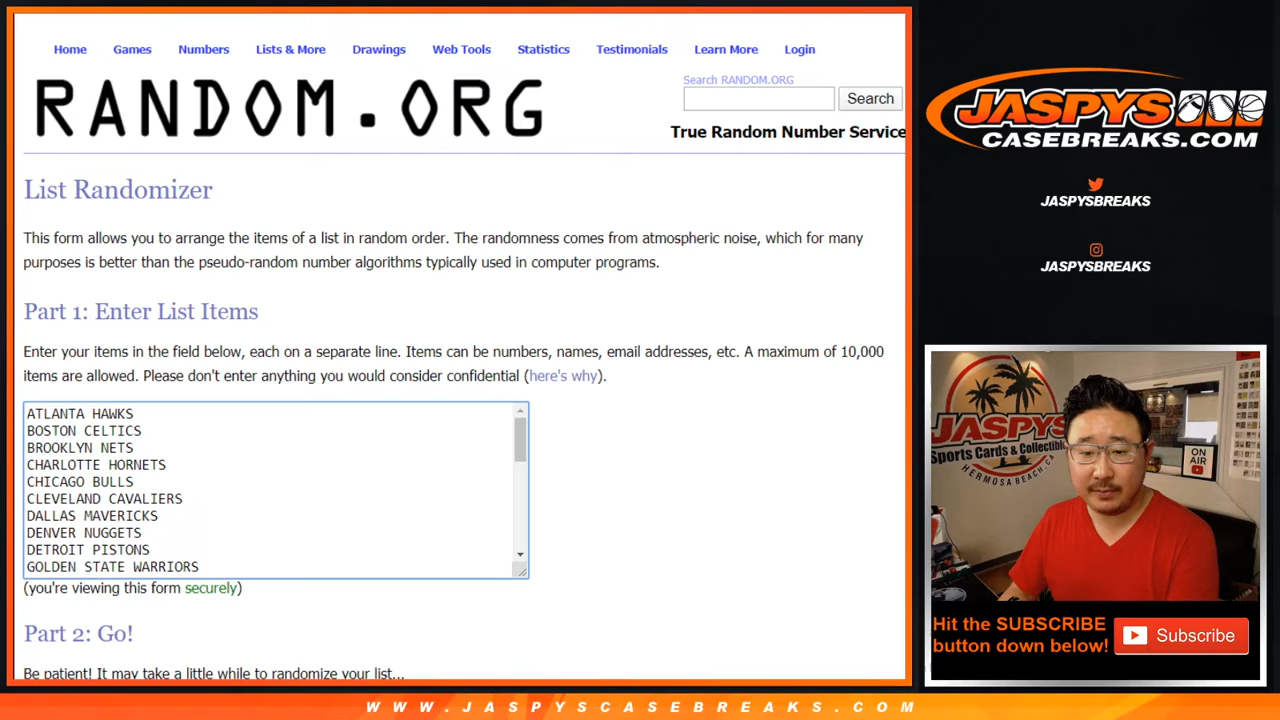 Home Games Numbers Lists & More Drawings Web Tools Statistics Testimonials Learn More Login
RANDOM.ORG
Search RANDOM.ORG
Search
True Random Number Service
List Randomizer
This form allows you to arrange the items of a list in random order. The randomness comes from atmospheric noise, which for many
purposes is better than the pseudo-random number algorithms typically used in computer programs.
Part 1: Enter List Items
Enter your items in the field below, each on a separate line. Items can be numbers, names, email addresses, etc. A maximum of 10,000
items are allowed. Please don't enter anything you would consider confidential (here's why).
ATLANTA HAWKS
BOSTON CELTICS
BROOKLYN NETS
CHARLOTTE HORNETS
CHICAGO BULLS
CLEVELAND CAVALIERS
DALLAS MAVERICKS
DENVER NUGGETS
DETROIT PISTONS
GOLDEN STATE WARRIORS
(you're viewing this form securely)
Part 2: Go!
Be patient! It may take a little while to randomize your list...
JASPYS
CASEBREAKS.COM
JASPYSBREAKS
JASPYSBREAKS
JASPYS
Sports Cards & Collectibles
HERMOSA BEACH, CA
ON
AIR
Hit the SUBSCRIBE
button down below!
Subscribe
WWW.JASPYSCASEBREAKS.COM